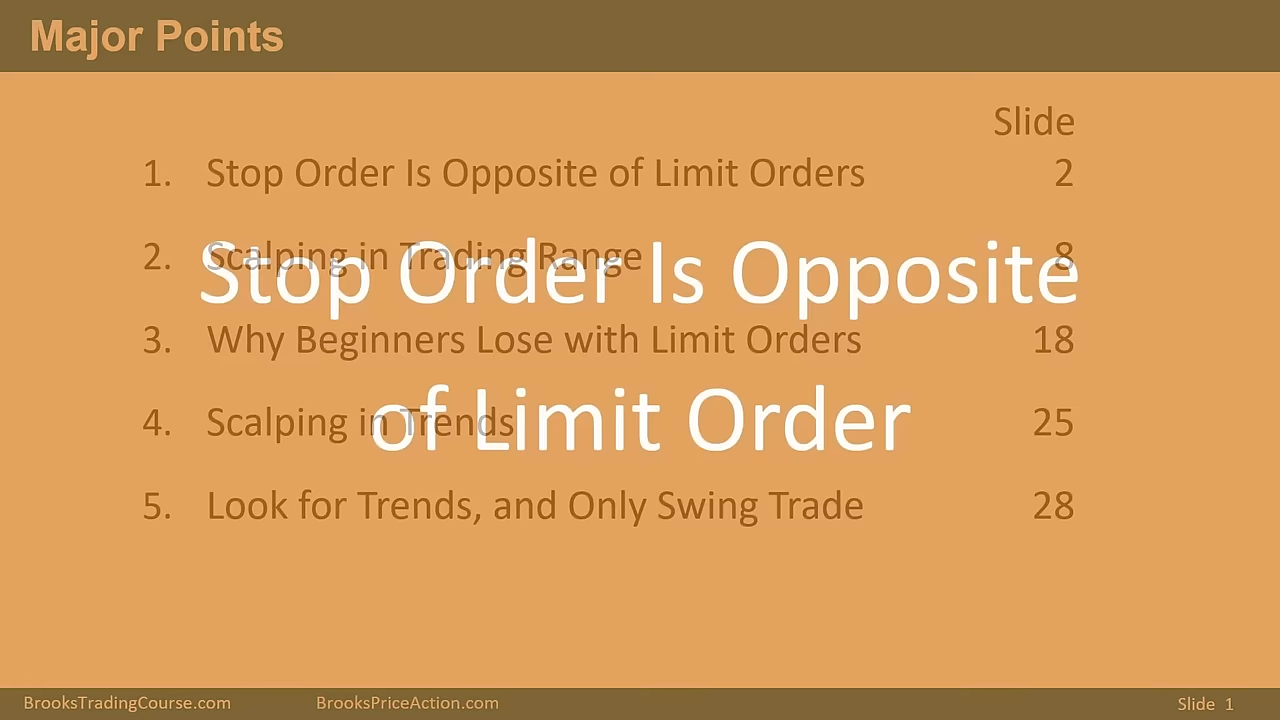 Major Points
Slide
1. Stop Order Is Opposite of Limit Orders 2
2. Scalping in Trading Range 8
Stop Order Is Opposite
3. Why Beginners Lose with Limit Orders 18
4. Scalping in Trends 25
of Limit Order
5. Look for Trends, and Only Swing Trade 28
BrooksTradingCourse.com BrooksPriceAction.com Slide 1